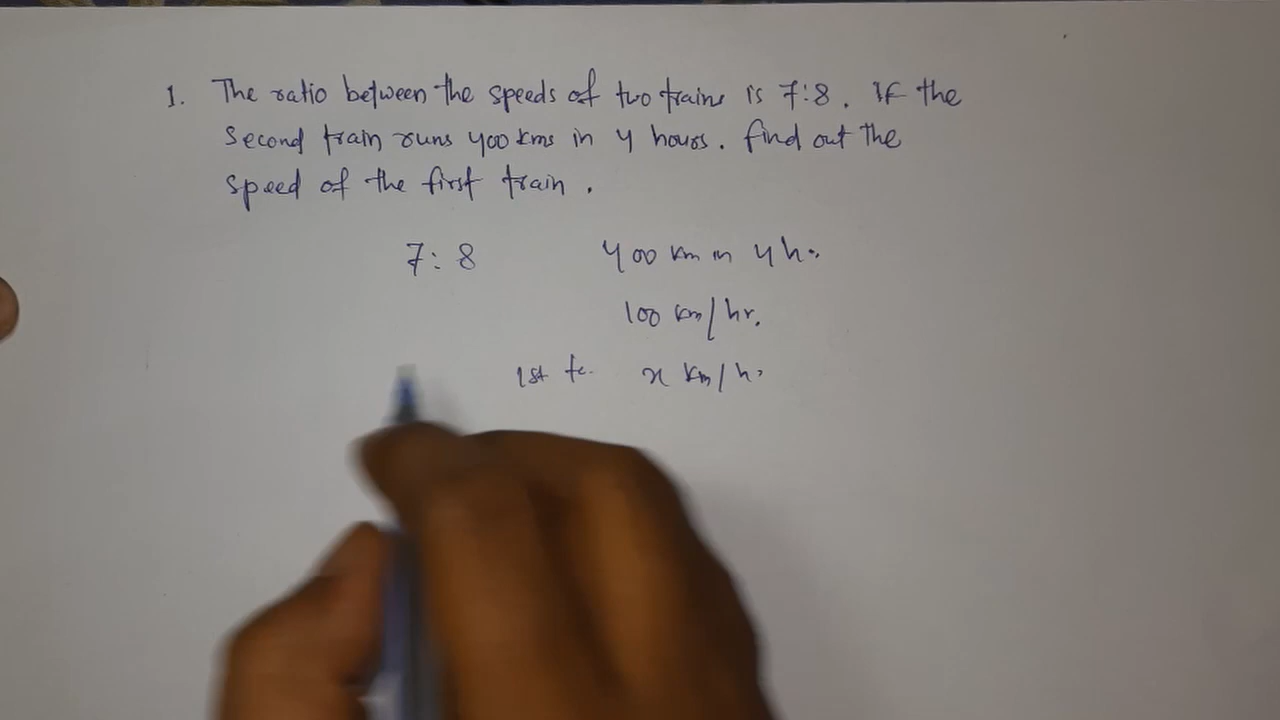 1. The ratio between the speeds of two trains is 7:8. If the
second train runs 400 kms in 4 hours. find out the
speed of the first train.
7:8 400 km in 4 h.
100 km/hr.
1st tr. x km/h.